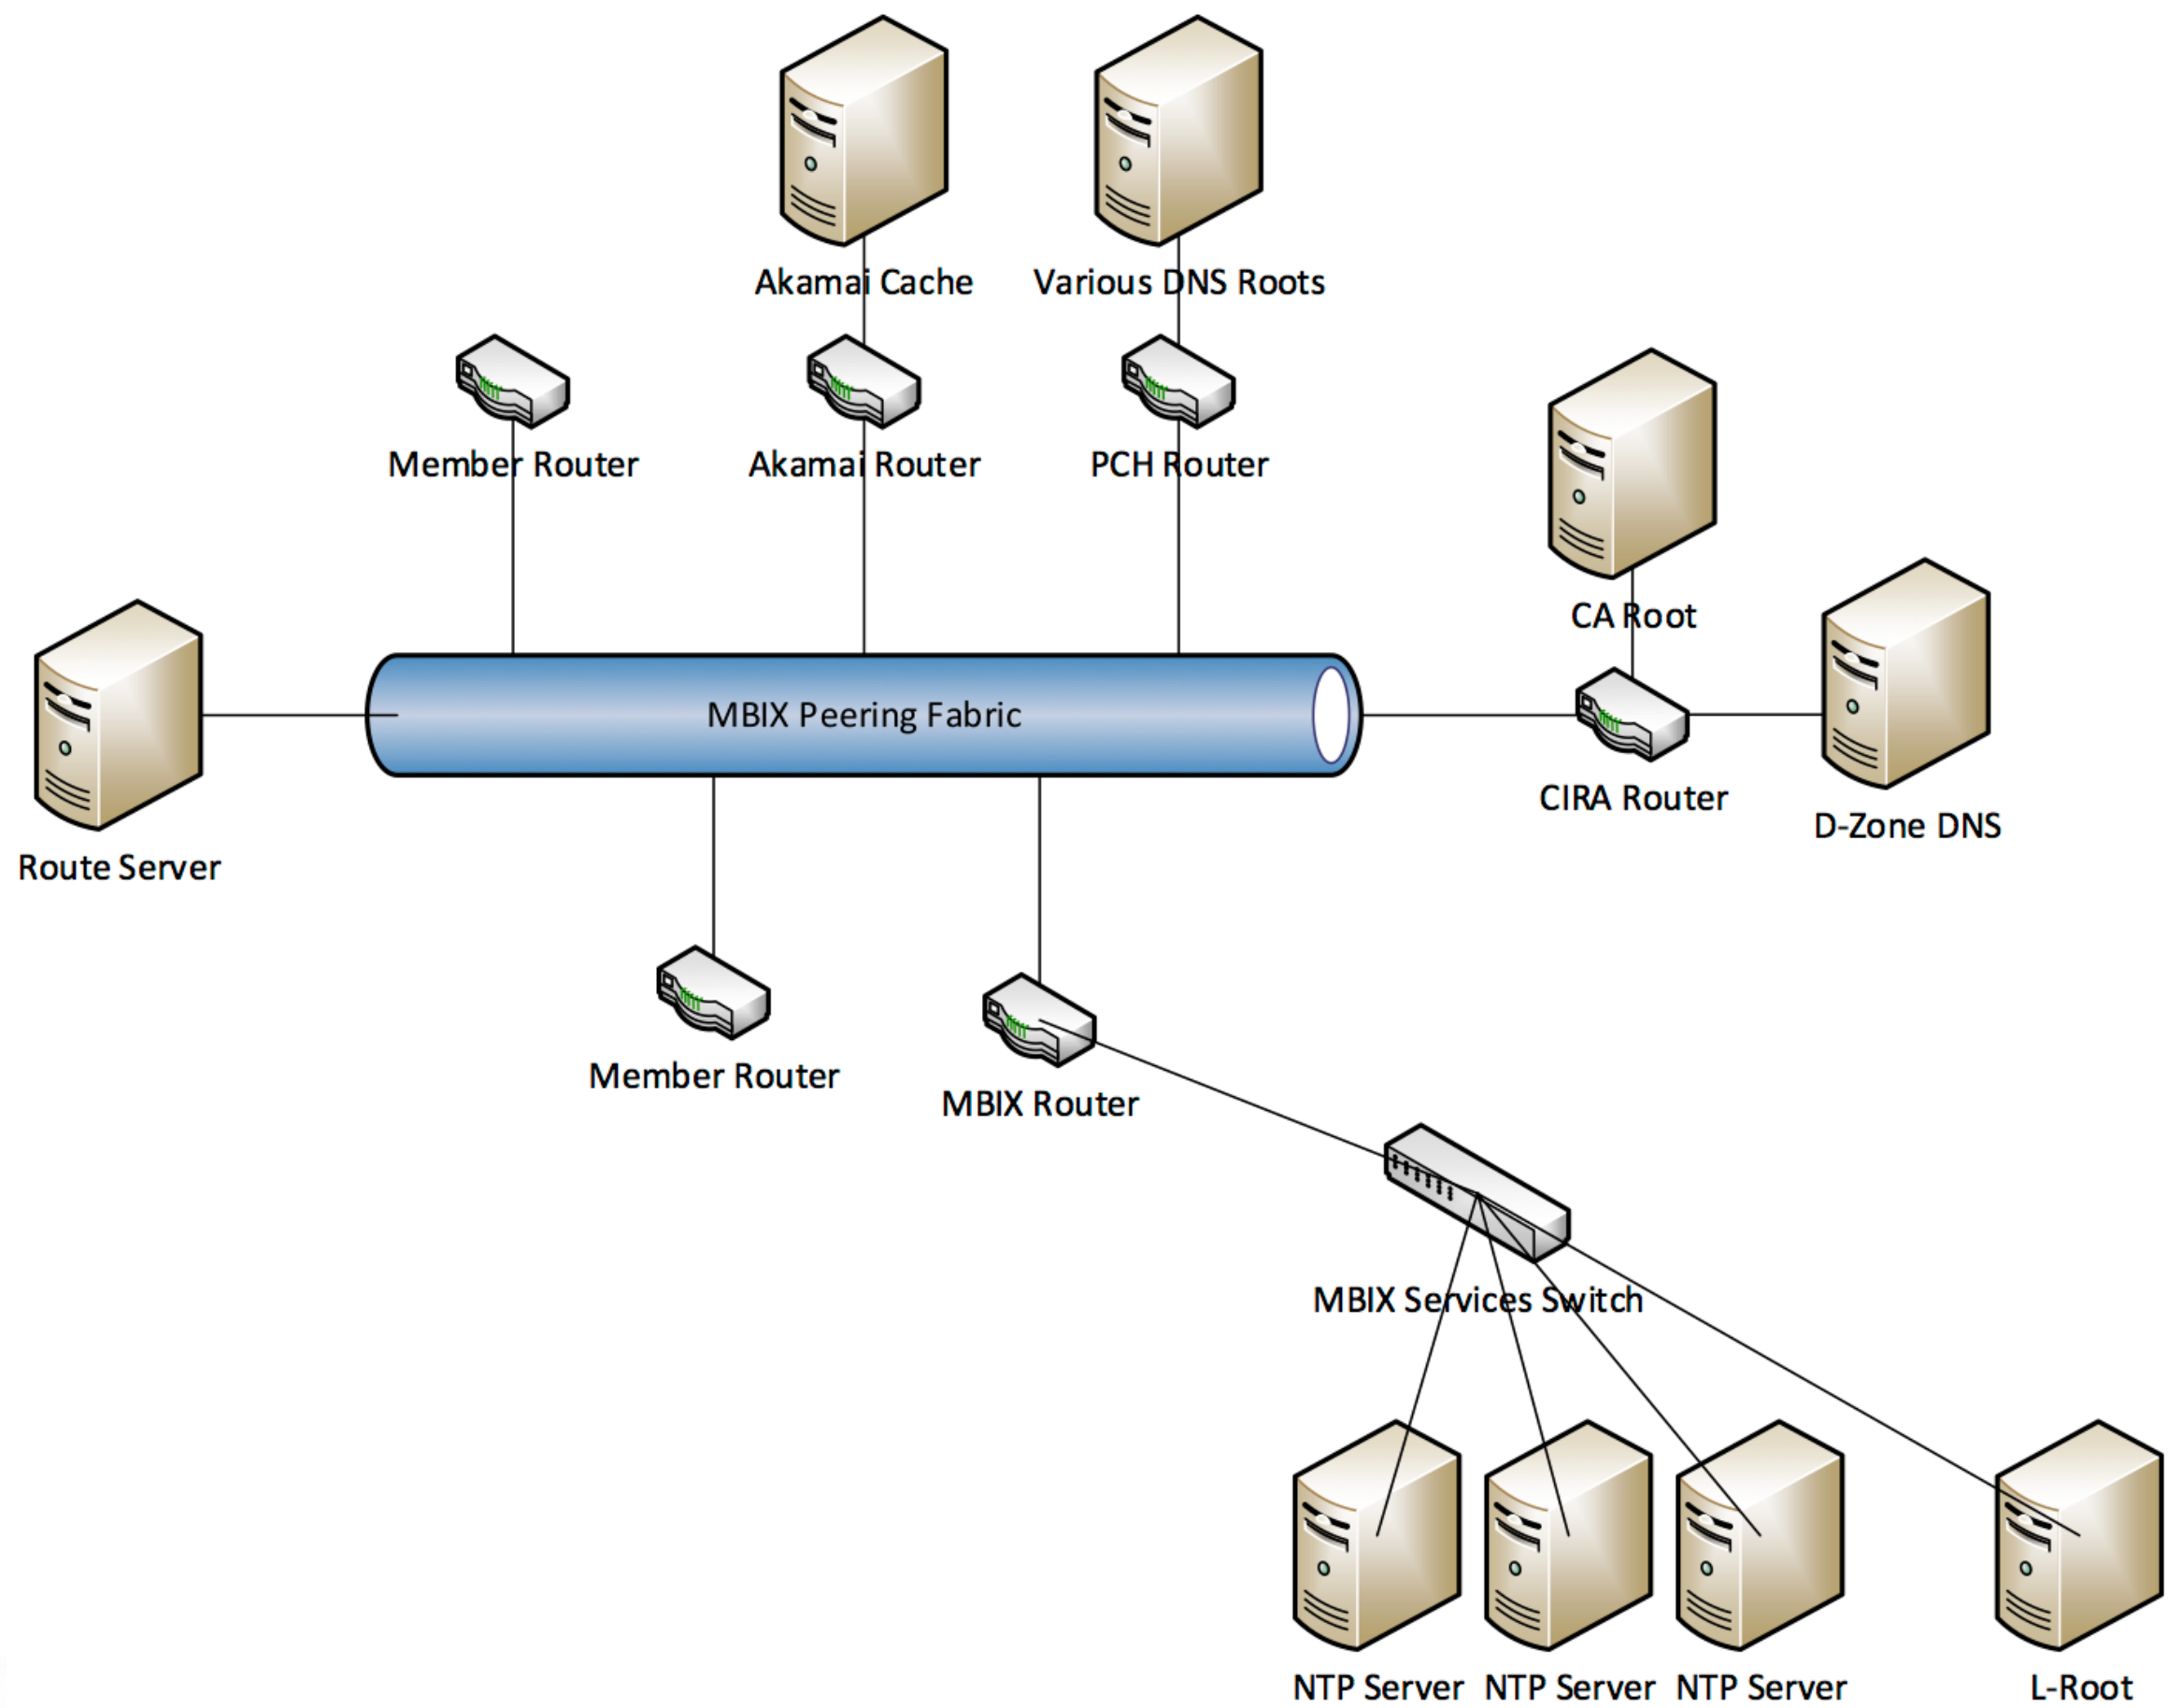 Akamai Cache
Various DNS Roots
Member Router
Akamai Router
PCH Router
CA Root
MBIX Peering Fabric
CIRA Router
D-Zone DNS
Route Server
Member Router
MBIX Router
MBIX Services Switch
NTP Server
NTP Server
NTP Server
L-Root